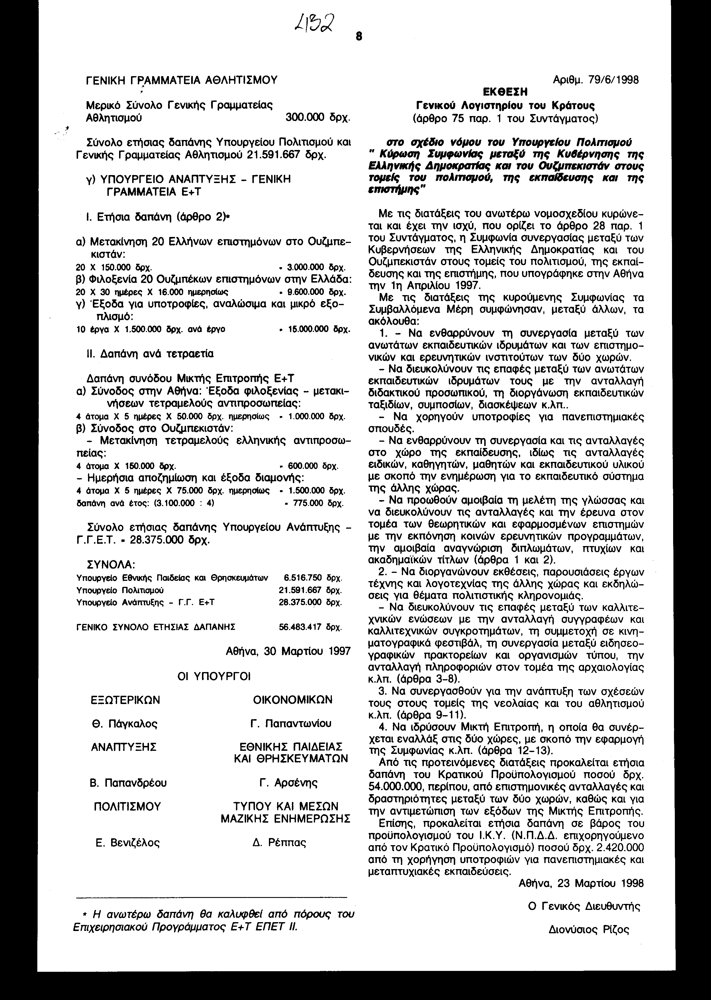 432
8
ΓΕΝΙΚΗ ΓΡΑΜΜΑΤΕΙΑ ΑΘΛΗΤΙΣΜΟΥ
Μερικό Σύνολο Γενικής Γραμματείας
Αθλητισμού 300.000 δρχ.
Σύνολο ετήσιας δαπάνης Υπουργείου Πολιτισμού και
Γενικής Γραμματείας Αθλητισμού 21.591.667 δρχ.
γ) ΥΠΟΥΡΓΕΙΟ ΑΝΑΠΤΥΞΗΣ – ΓΕΝΙΚΗ
ΓΡΑΜΜΑΤΕΙΑ Ε+Τ
Ι. Ετήσια δαπάνη (άρθρο 2)*
α) Μετακίνηση 20 Ελλήνων επιστημόνων στο Ουζμπε–
κιστάν:
20 Χ 150.000 δρχ. = 3.000.000 δρχ.
β) Φιλοξενία 20 Ουζμπέκων επιστημόνων στην Ελλάδα:
20 Χ 30 ημέρες Χ 16.000 ημερησίως = 9.600.000 δρχ.
γ) Έξοδα για υποτροφίες, αναλώσιμα και μικρό εξο–
πλισμό:
10 έργα Χ 1.500.000 δρχ. ανά έργο = 15.000.000 δρχ.
ΙΙ. Δαπάνη ανά τετραετία
Δαπάνη συνόδου Μικτής Επιτροπής Ε+Τ
α) Σύνοδος στην Αθήνα: Έξοδα φιλοξενίας – μετακι–
νήσεων τετραμελούς αντιπροσωπείας:
4 άτομα Χ 5 ημέρες Χ 50.000 δρχ. ημερησίως = 1.000.000 δρχ.
β) Σύνοδος στο Ουζμπεκιστάν:
– Μετακίνηση τετραμελούς ελληνικής αντιπροσω–
πείας:
4 άτομα Χ 150.000 δρχ. = 600.000 δρχ.
– Ημερήσια αποζημίωση και έξοδα διαμονής:
4 άτομα Χ 5 ημέρες Χ 75.000 δρχ. ημερησίως = 1.500.000 δρχ.
δαπάνη ανά έτος: (3.100.000 : 4) = 775.000 δρχ.
Σύνολο ετήσιας δαπάνης Υπουργείου Ανάπτυξης –
Γ.Γ.Ε.Τ. = 28.375.000 δρχ.
ΣΥΝΟΛΑ:
Υπουργείο Εθνικής Παιδείας και Θρησκευμάτων 6.516.750 δρχ.
Υπουργείο Πολιτισμού 21.591.667 δρχ.
Υπουργείο Ανάπτυξης – Γ.Γ. Ε+Τ 28.375.000 δρχ.
ΓΕΝΙΚΟ ΣΥΝΟΛΟ ΕΤΗΣΙΑΣ ΔΑΠΑΝΗΣ 56.483.417 δρχ.
Αθήνα, 30 Μαρτίου 1997
ΟΙ ΥΠΟΥΡΓΟΙ
ΕΞΩΤΕΡΙΚΩΝ ΟΙΚΟΝΟΜΙΚΩΝ
Θ. Πάγκαλος Γ. Παπαντωνίου
ΑΝΑΠΤΥΞΗΣ ΕΘΝΙΚΗΣ ΠΑΙΔΕΙΑΣ
ΚΑΙ ΘΡΗΣΚΕΥΜΑΤΩΝ
Β. Παπανδρέου Γ. Αρσένης
ΠΟΛΙΤΙΣΜΟΥ ΤΥΠΟΥ ΚΑΙ ΜΕΣΩΝ
ΜΑΖΙΚΗΣ ΕΝΗΜΕΡΩΣΗΣ
Ε. Βενιζέλος Δ. Ρέππας
* Η ανωτέρω δαπάνη θα καλυφθεί από πόρους του
Επιχειρησιακού Προγράμματος Ε+Τ ΕΠΕΤ ΙΙ.
Αριθμ. 79/6/1998
ΕΚΘΕΣΗ
Γενικού Λογιστηρίου του Κράτους
(άρθρο 75 παρ. 1 του Συντάγματος)
στο σχέδιο νόμου του Υπουργείου Πολιτισμού
" Κύρωση Συμφωνίας μεταξύ της Κυβέρνησης της
Ελληνικής Δημοκρατίας και του Ουζμπεκιστάν στους
τομείς του πολιτισμού, της εκπαίδευσης και της
επιστήμης"
Με τις διατάξεις του ανωτέρω νομοσχεδίου κυρώνε–
ται και έχει την ισχύ, που ορίζει το άρθρο 28 παρ. 1
του Συντάγματος, η Συμφωνία συνεργασίας μεταξύ των
Κυβερνήσεων της Ελληνικής Δημοκρατίας και του
Ουζμπεκιστάν στους τομείς του πολιτισμού, της εκπαί–
δευσης και της επιστήμης, που υπογράφηκε στην Αθήνα
την 1η Απριλίου 1997.
Με τις διατάξεις της κυρούμενης Συμφωνίας τα
Συμβαλλόμενα Μέρη συμφώνησαν, μεταξύ άλλων, τα
ακόλουθα:
1. – Να ενθαρρύνουν τη συνεργασία μεταξύ των
ανωτάτων εκπαιδευτικών ιδρυμάτων και των επιστημο–
νικών και ερευνητικών ινστιτούτων των δύο χωρών.
– Να διευκολύνουν τις επαφές μεταξύ των ανωτάτων
εκπαιδευτικών ιδρυμάτων τους με την ανταλλαγή
διδακτικού προσωπικού, τη διοργάνωση εκπαιδευτικών
ταξιδίων, συμποσίων, διασκέψεων κ.λπ..
– Να χορηγούν υποτροφίες για πανεπιστημιακές
σπουδές.
– Να ενθαρρύνουν τη συνεργασία και τις ανταλλαγές
στο χώρο της εκπαίδευσης, ιδίως τις ανταλλαγές
ειδικών, καθηγητών, μαθητών και εκπαιδευτικού υλικού
με σκοπό την ενημέρωση για το εκπαιδευτικό σύστημα
της άλλης χώρας.
– Να προωθούν αμοιβαία τη μελέτη της γλώσσας και
να διευκολύνουν τις ανταλλαγές και την έρευνα στον
τομέα των θεωρητικών και εφαρμοσμένων επιστημών
με την εκπόνηση κοινών ερευνητικών προγραμμάτων,
την αμοιβαία αναγνώριση διπλωμάτων, πτυχίων και
ακαδημαϊκών τίτλων (άρθρα 1 και 2).
2. – Να διοργανώνουν εκθέσεις, παρουσιάσεις έργων
τέχνης και λογοτεχνίας της άλλης χώρας και εκδηλώ–
σεις για θέματα πολιτιστικής κληρονομιάς.
– Να διευκολύνουν τις επαφές μεταξύ των καλλιτε–
χνικών ενώσεων με την ανταλλαγή συγγραφέων και
καλλιτεχνικών συγκροτημάτων, τη συμμετοχή σε κινη–
ματογραφικά φεστιβάλ, τη συνεργασία μεταξύ ειδησεο–
γραφικών πρακτορείων και οργανισμών τύπου, την
ανταλλαγή πληροφοριών στον τομέα της αρχαιολογίας
κ.λπ. (άρθρα 3–8).
3. Να συνεργασθούν για την ανάπτυξη των σχέσεών
τους στους τομείς της νεολαίας και του αθλητισμού
κ.λπ. (άρθρα 9–11).
4. Να ιδρύσουν Μικτή Επιτροπή, η οποία θα συνέρ–
χεται εναλλάξ στις δύο χώρες, με σκοπό την εφαρμογή
της Συμφωνίας κ.λπ. (άρθρα 12–13).
Από τις προτεινόμενες διατάξεις προκαλείται ετήσια
δαπάνη του Κρατικού Προϋπολογισμού ποσού δρχ.
54.000.000, περίπου, από επιστημονικές ανταλλαγές και
δραστηριότητες μεταξύ των δύο χωρών, καθώς και για
την αντιμετώπιση των εξόδων της Μικτής Επιτροπής.
Επίσης, προκαλείται ετήσια δαπάνη σε βάρος του
προϋπολογισμού του Ι.Κ.Υ. (Ν.Π.Δ.Δ. επιχορηγούμενο
από τον Κρατικό Προϋπολογισμό) ποσού δρχ. 2.420.000
από τη χορήγηση υποτροφιών για πανεπιστημιακές και
μεταπτυχιακές εκπαιδεύσεις.
Αθήνα, 23 Μαρτίου 1998
Ο Γενικός Διευθυντής
Διονύσιος Ρίζος